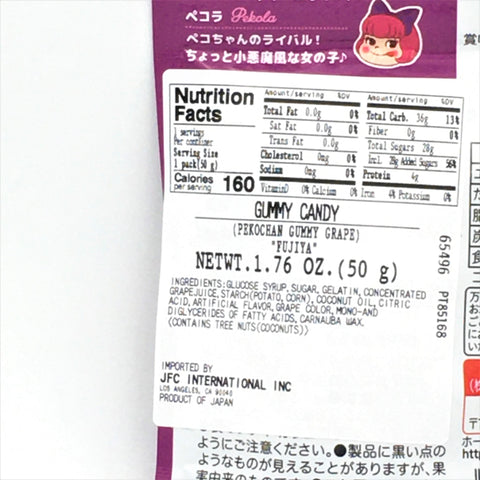 ペコラ Pekola
ペコちゃんのライバル！
ちょっと小悪魔風な女の子♪
賞
Nutrition Facts
1 servings
Per container
Serving Size
1 pack(50 g)
Calories per serving 160
Amount/serving %DV
Total Fat 0.0g 0%
Sat Fat 0.0g 0%
Trans Fat 0.0g
Cholesterol 0mg 0%
Sodium 0mg 0%
Amount/serving %DV
Total Carb. 36g 13%
Fiber 0g 0%
Total Sugars 28g
Incl. 28g Added Sugars 56%
Protein 4g
VitaminD 0% Calcium 0% Iron 4% Potassium 0%
GUMMY CANDY
(PEKOCHAN GUMMY GRAPE)
"FUJIYA"
NETWT.1.76 OZ.(50 g)
INGREDIENTS:GLUCOSE SYRUP, SUGAR, GELATIN, CONCENTRATED
GRAPEJUICE, STARCH(POTATO, CORN), COCONUT OIL, CITRIC
ACID, ARTIFICIAL FLAVOR, GRAPE COLOR, MONO-AND
DIGLYCERIDES OF FATTY ACIDS, CARNAUBA WAX.
(CONTAINS TREE NUTS(COCONUTS))
65496 PT85168
IMPORTED BY
JFC INTERNATIONAL INC
LOS ANGELES, CA 90040
PRODUCT OF JAPAN
ようにご注意ください。●製品に黒い点の
ようなものが見えることがありますが、果